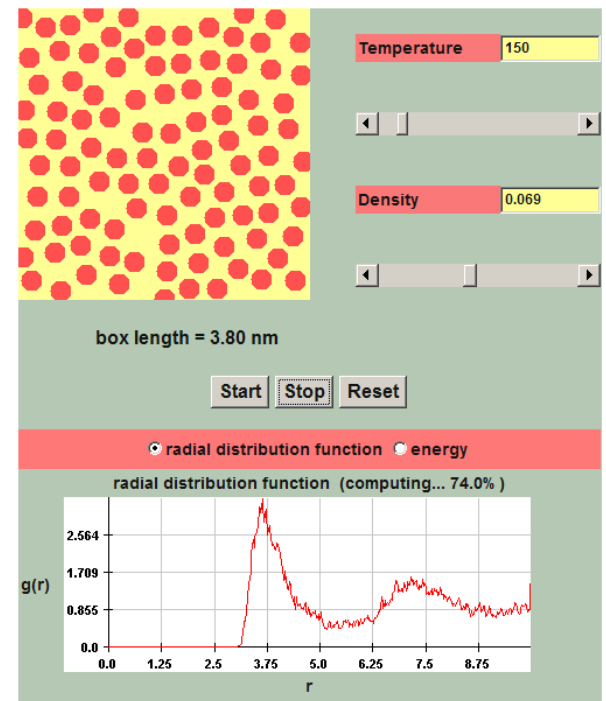 Temperature 150
Density 0.069
box length = 3.80 nm
Start Stop Reset
radial distribution function energy
radial distribution function (computing... 74.0% )
2.564
1.709
g(r)
0.855
0.0
0.0 1.25 2.5 3.75 5.0 6.25 7.5 8.75
r